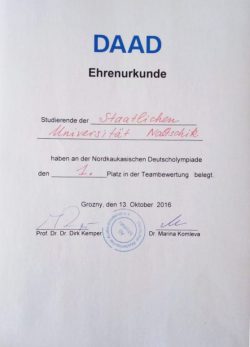 DAAD
Ehrenurkunde
Studierende der Staatlichen
Universität Naltschik
haben an der Nordkaukasischen Deutscholympiade
den 1. Platz in der Teambewertung belegt.
Grozny, den 13. Oktober 2016
Prof. Dr. Dr. Dirk Kemper Dr. Marina Komleva